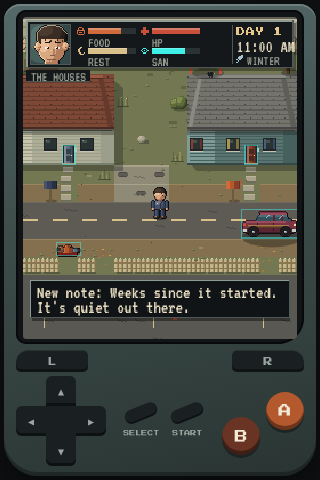 DAY 1
FOOD HP
11:00 AM
REST SAN
WINTER
THE HOUSES
New note: Weeks since it started.
It's quiet out there.
L R
A
B
SELECT START